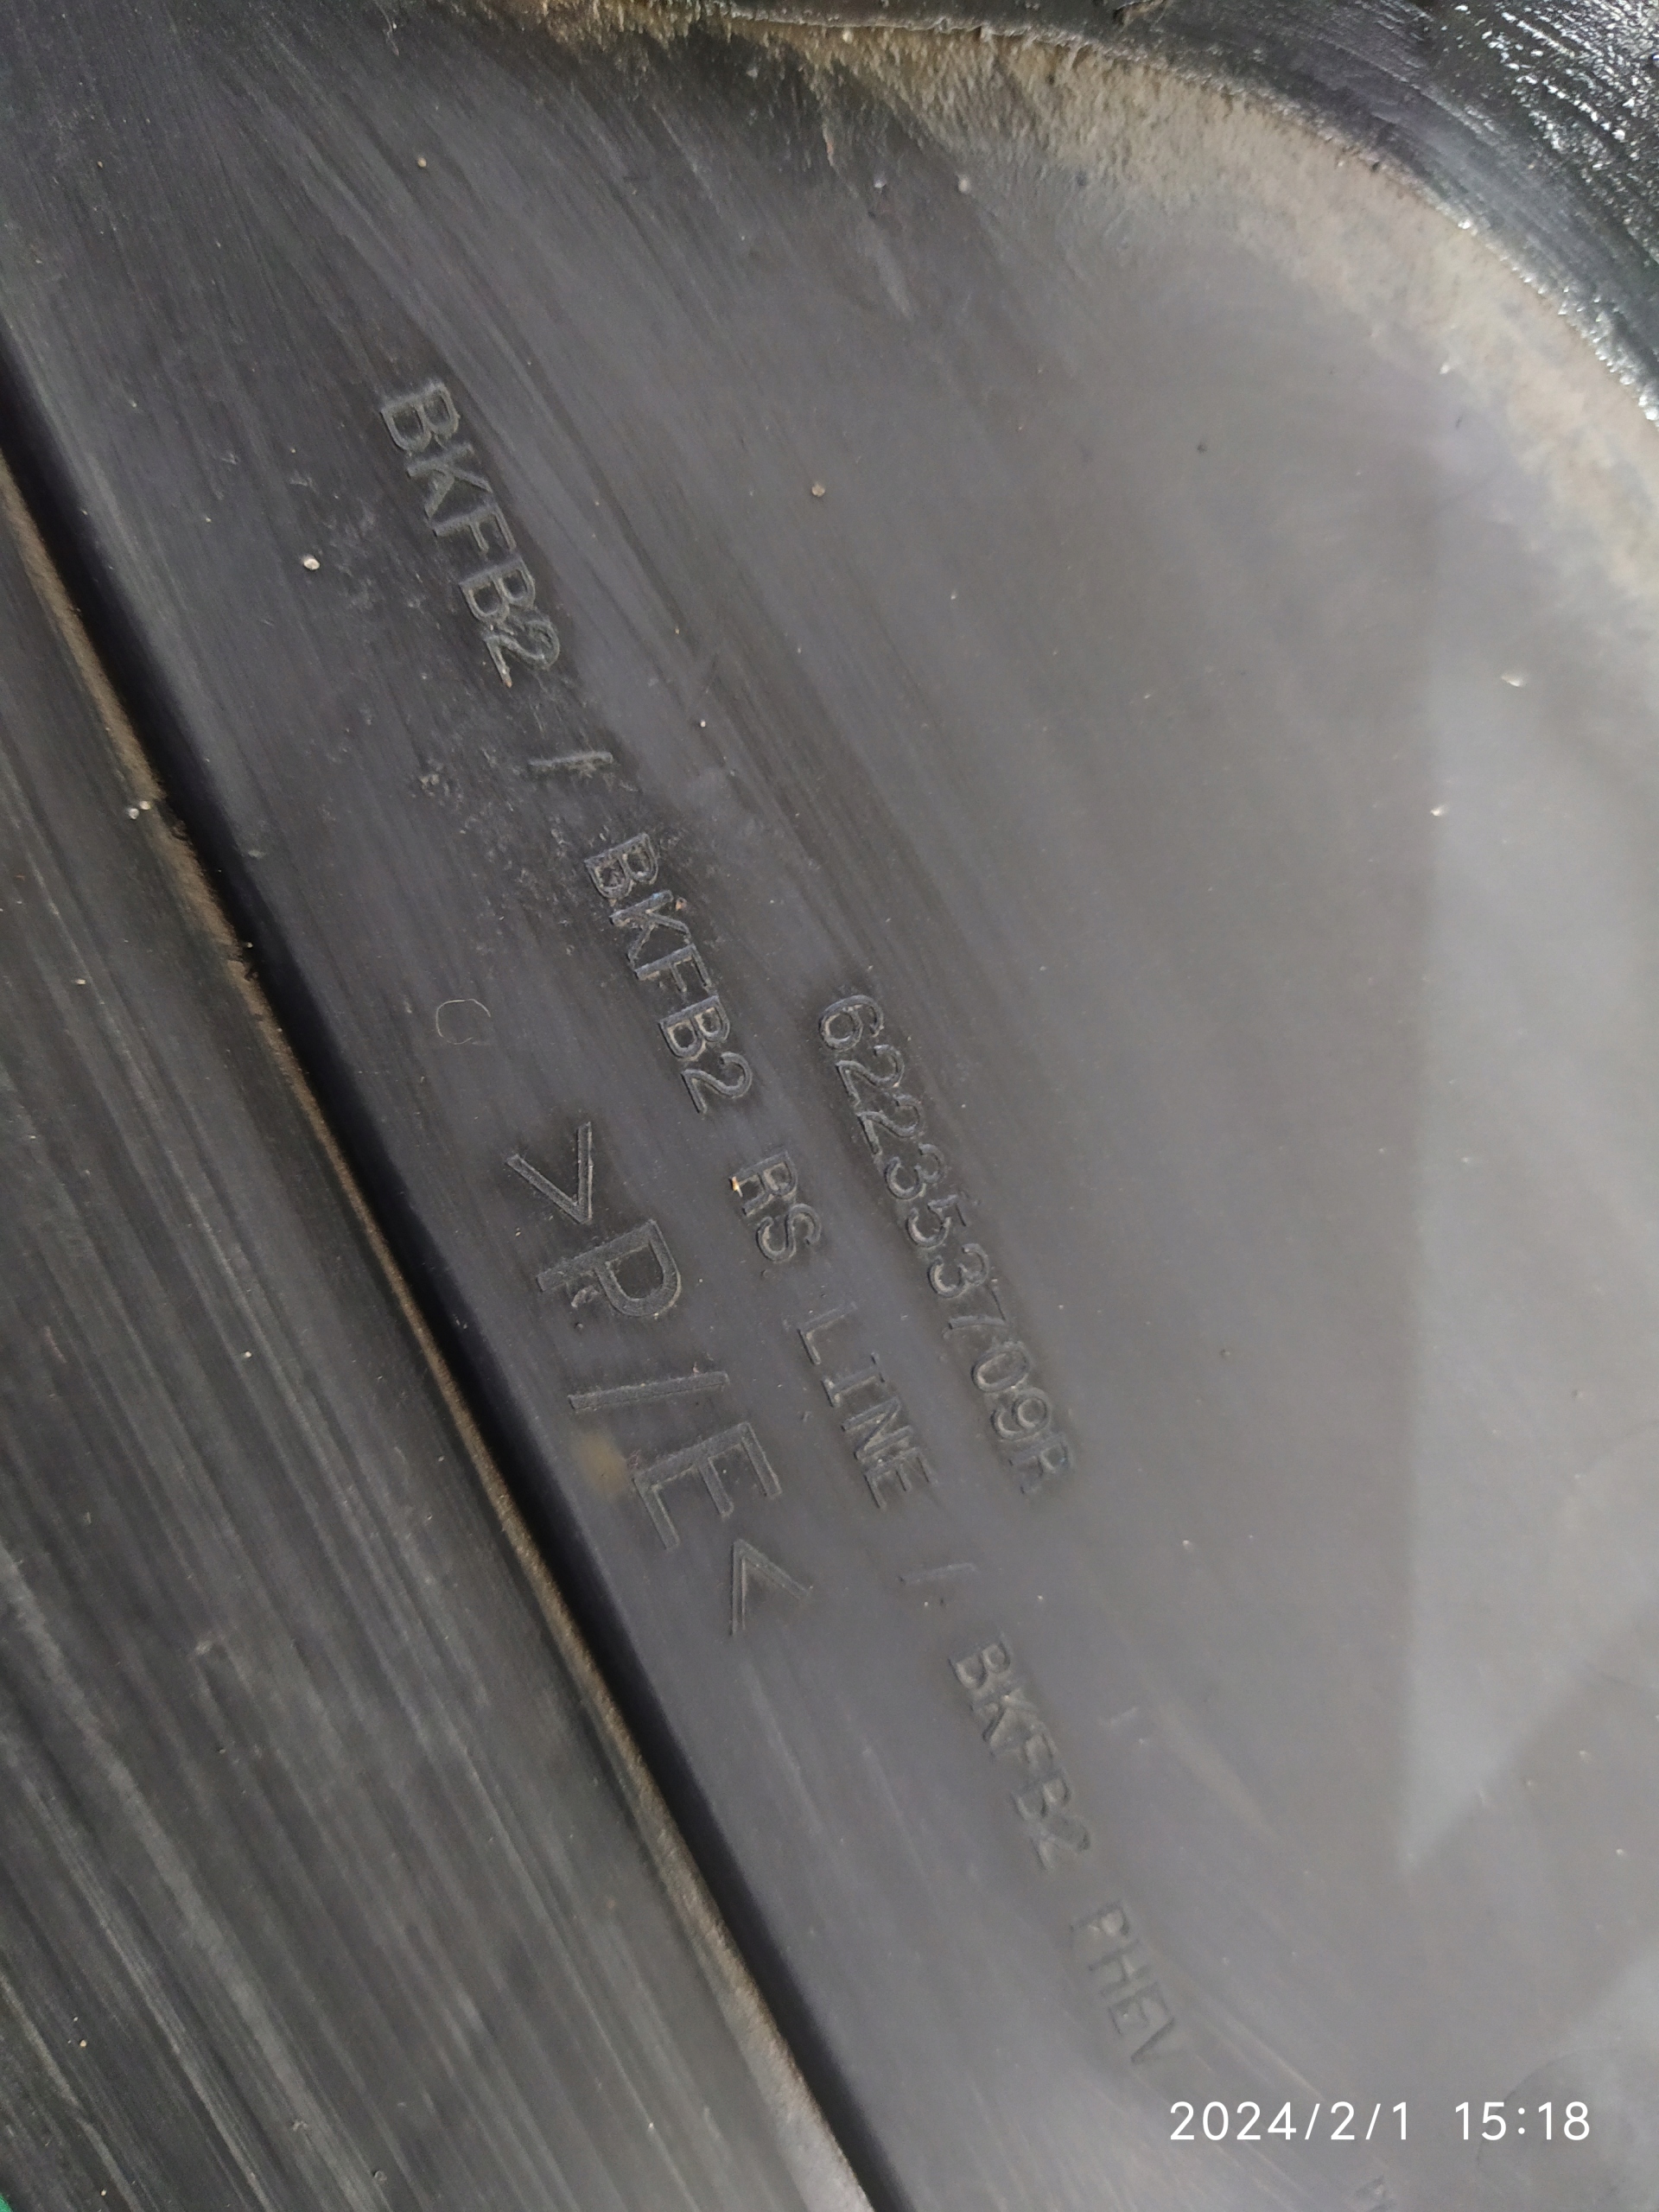 622353709R
BKFB2 / BKFB2 RS LINE / BKFB2 PHEV
>P/E<
2024/2/1 15:18